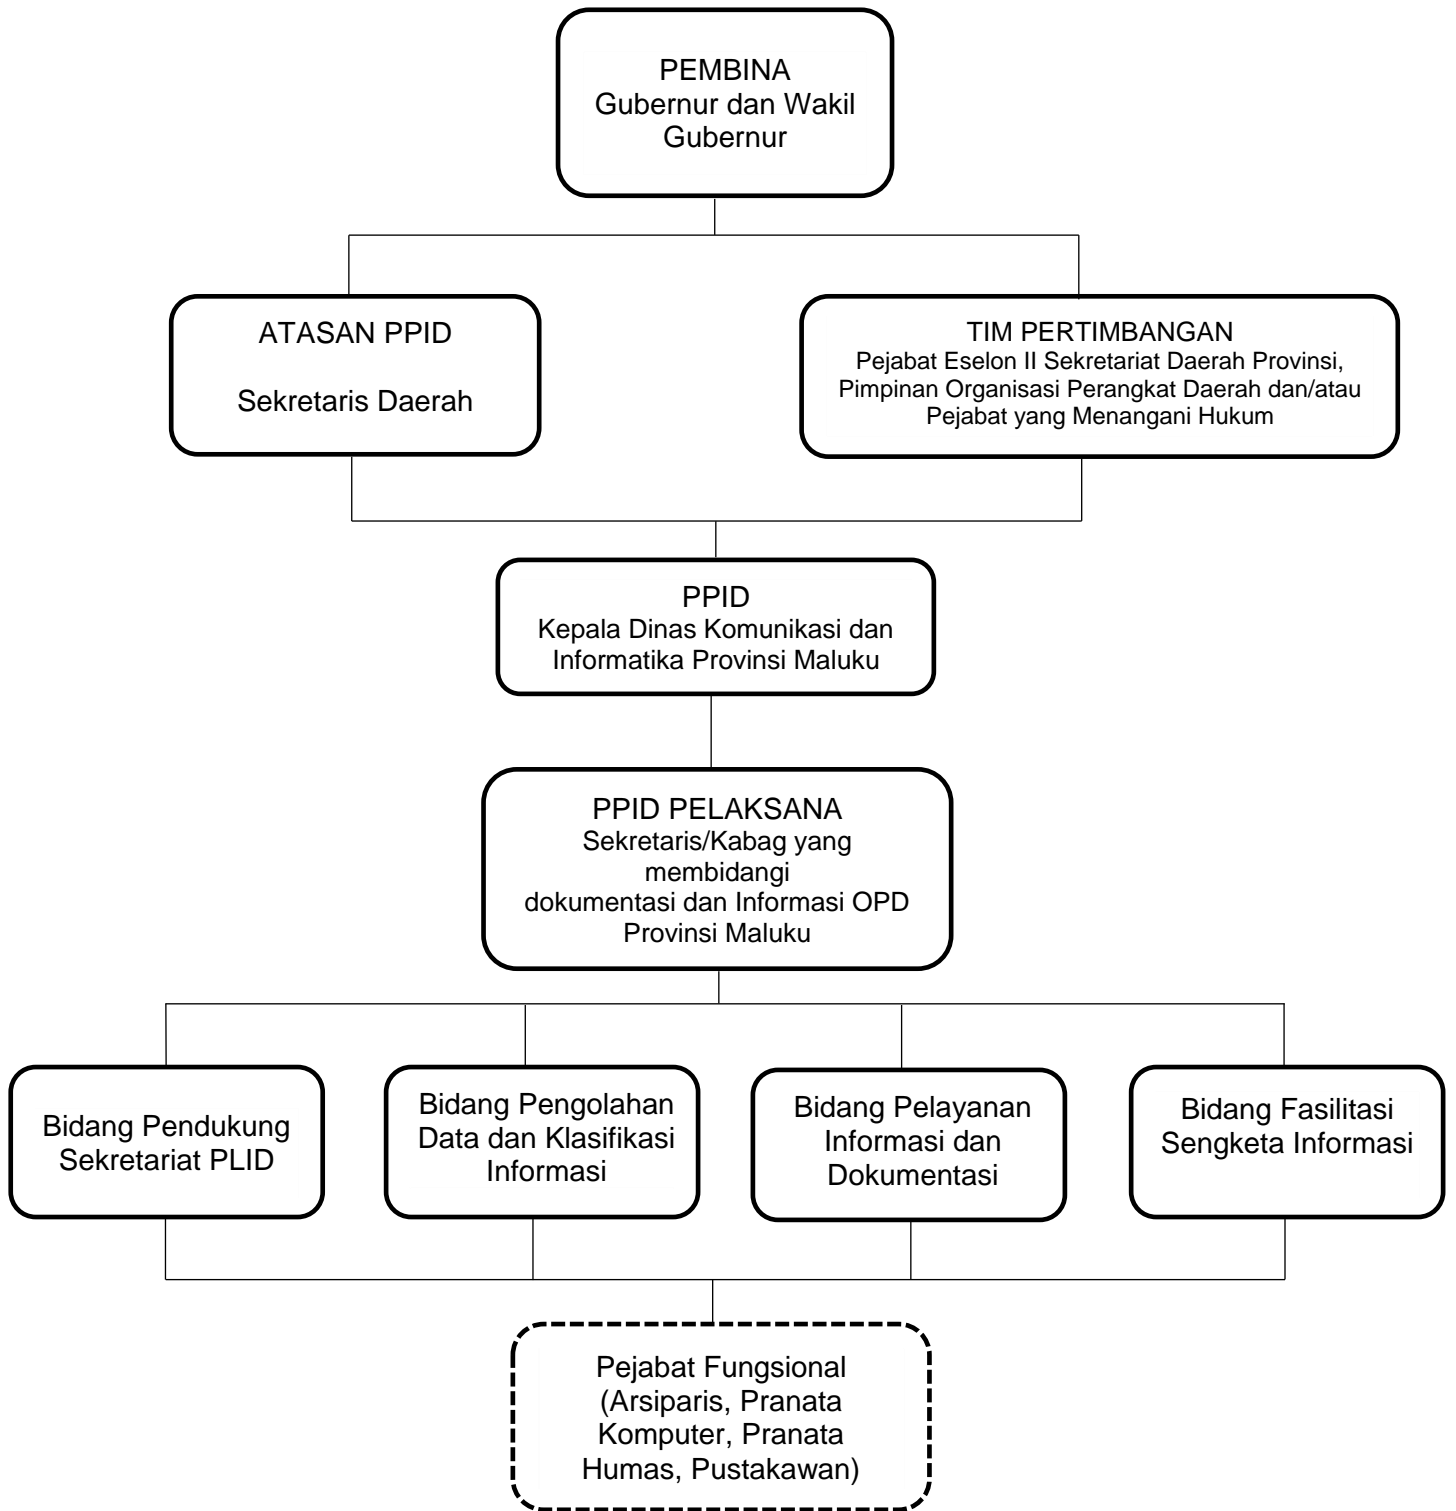 PEMBINA
Gubernur dan Wakil
Gubernur
ATASAN PPID
Sekretaris Daerah
TIM PERTIMBANGAN
Pejabat Eselon II Sekretariat Daerah Provinsi,
Pimpinan Organisasi Perangkat Daerah dan/atau
Pejabat yang Menangani Hukum
PPID
Kepala Dinas Komunikasi dan
Informatika Provinsi Maluku
PPID PELAKSANA
Sekretaris/Kabag yang
membidangi
dokumentasi dan Informasi OPD
Provinsi Maluku
Bidang Pendukung
Sekretariat PLID
Bidang Pengolahan
Data dan Klasifikasi
Informasi
Bidang Pelayanan
Informasi dan
Dokumentasi
Bidang Fasilitasi
Sengketa Informasi
Pejabat Fungsional
(Arsiparis, Pranata
Komputer, Pranata
Humas, Pustakawan)